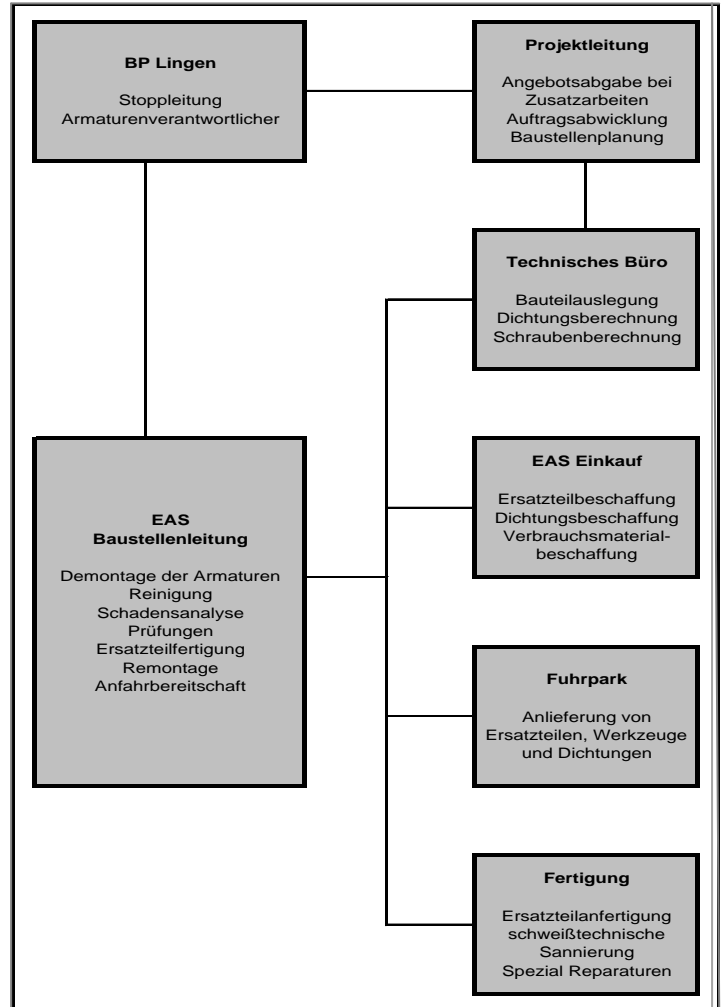 BP Lingen
Stoppleitung
Armaturenverantwortlicher
Projektleitung
Angebotsabgabe bei
Zusatzarbeiten
Auftragsabwicklung
Baustellenplanung
Technisches Büro
Bauteilauslegung
Dichtungsberechnung
Schraubenberechnung
EAS
Baustellenleitung
Demontage der Armaturen
Reinigung
Schadensanalyse
Prüfungen
Ersatzteilfertigung
Remontage
Anfahrbereitschaft
EAS Einkauf
Ersatzteilbeschaffung
Dichtungsbeschaffung
Verbrauchsmaterial-
beschaffung
Fuhrpark
Anlieferung von
Ersatzteilen, Werkzeuge
und Dichtungen
Fertigung
Ersatzteilanfertigung
schweißtechnische
Sannierung
Spezial Reparaturen